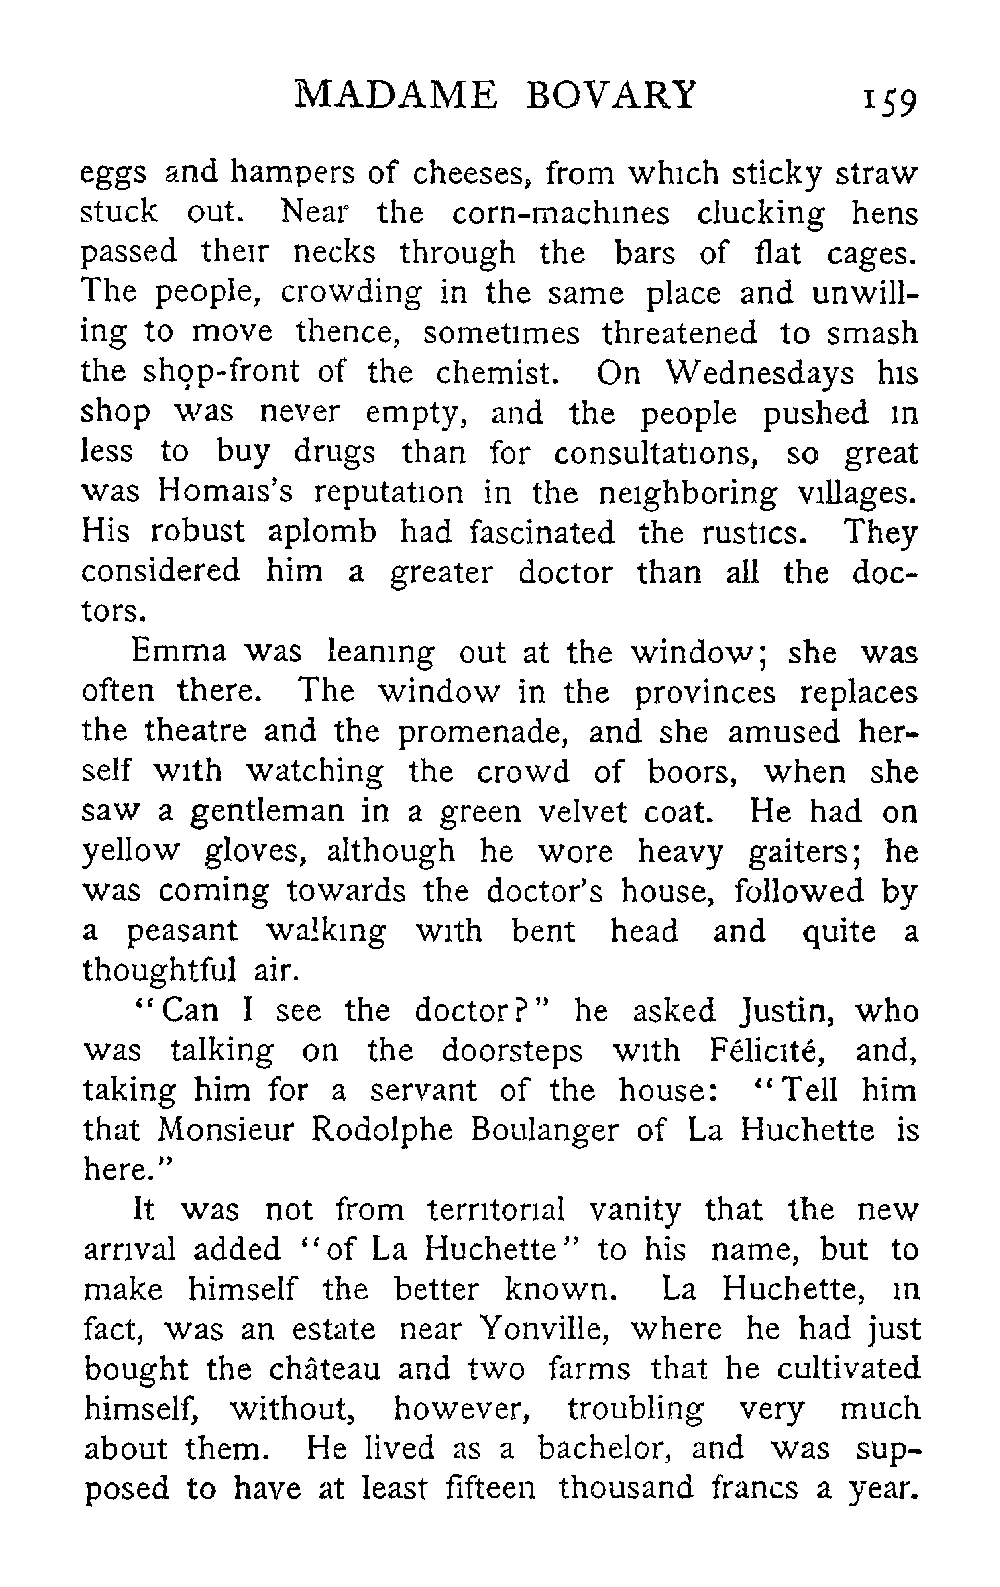 MADAME BOVARY 159
eggs and hampers of cheeses, from which sticky straw
stuck out. Near the corn-machines clucking hens
passed their necks through the bars of flat cages.
The people, crowding in the same place and unwill-
ing to move thence, sometimes threatened to smash
the shop-front of the chemist. On Wednesdays his
shop was never empty, and the people pushed in
less to buy drugs than for consultations, so great
was Homais's reputation in the neighboring villages.
His robust aplomb had fascinated the rustics. They
considered him a greater doctor than all the doc-
tors.
Emma was leaning out at the window; she was
often there. The window in the provinces replaces
the theatre and the promenade, and she amused her-
self with watching the crowd of boors, when she
saw a gentleman in a green velvet coat. He had on
yellow gloves, although he wore heavy gaiters; he
was coming towards the doctor's house, followed by
a peasant walking with bent head and quite a
thoughtful air.
"Can I see the doctor?" he asked Justin, who
was talking on the doorsteps with Félicité, and,
taking him for a servant of the house: "Tell him
that Monsieur Rodolphe Boulanger of La Huchette is
here."
It was not from territorial vanity that the new
arrival added "of La Huchette" to his name, but to
make himself the better known. La Huchette, in
fact, was an estate near Yonville, where he had just
bought the château and two farms that he cultivated
himself, without, however, troubling very much
about them. He lived as a bachelor, and was sup-
posed to have at least fifteen thousand francs a year.